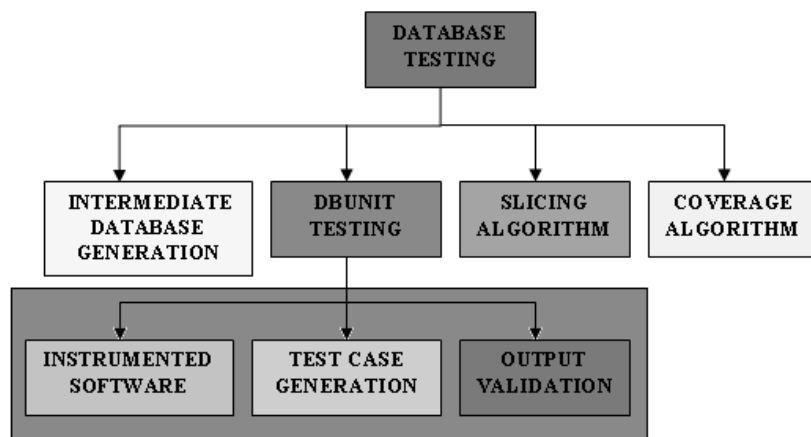 DATABASE
TESTING
INTERMEDIATE
DATABASE
GENERATION
DBUNIT
TESTING
SLICING
ALGORITHM
COVERAGE
ALGORITHM
INSTRUMENTED
SOFTWARE
TEST CASE
GENERATION
OUTPUT
VALIDATION